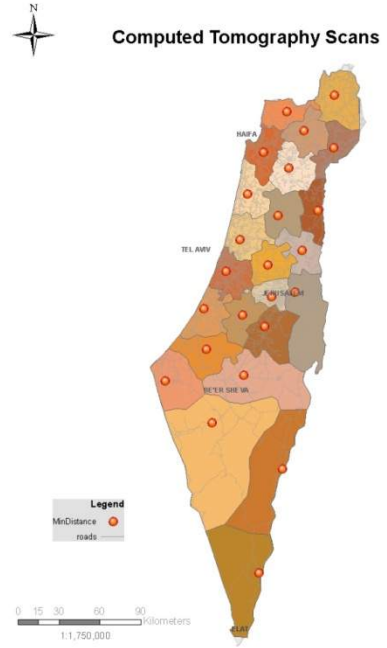 N
Computed Tomography Scans
HAIFA
TEL AVIV
JERUSALEM
BE'ER SHEVA
Legend
MinDistance
roads
ELAT
0 15 30 60 90
Kilometers
1:1,750,000